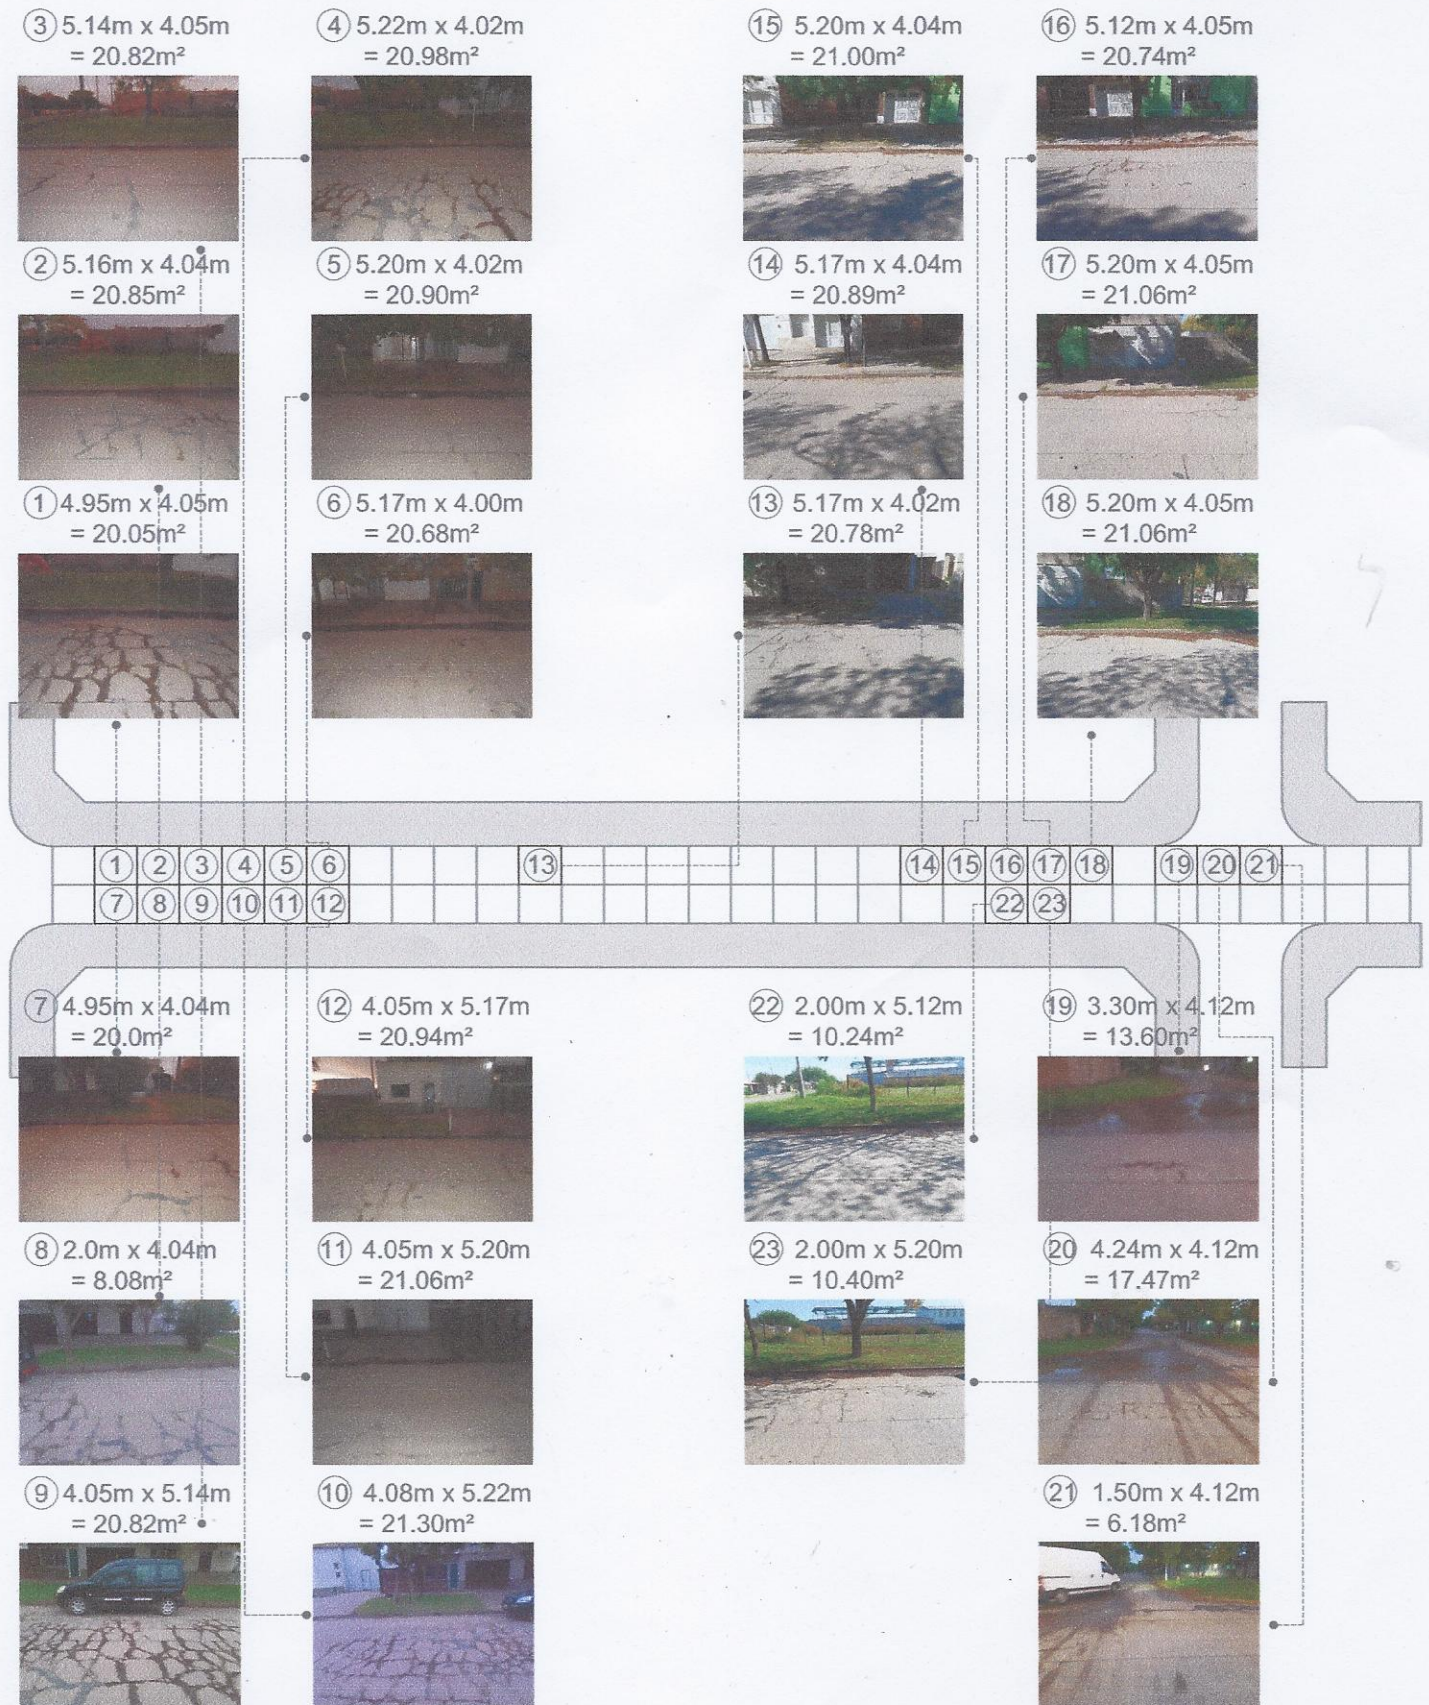 ③ 5.14m x 4.05m
= 20.82m²
④ 5.22m x 4.02m
= 20.98m²
⑮ 5.20m x 4.04m
= 21.00m²
⑯ 5.12m x 4.05m
= 20.74m²
② 5.16m x 4.04m
= 20.85m²
⑤ 5.20m x 4.02m
= 20.90m²
⑭ 5.17m x 4.04m
= 20.89m²
⑰ 5.20m x 4.05m
= 21.06m²
① 4.95m x 4.05m
= 20.05m²
⑥ 5.17m x 4.00m
= 20.68m²
⑬ 5.17m x 4.02m
= 20.78m²
⑱ 5.20m x 4.05m
= 21.06m²
① ② ③ ④ ⑤ ⑥ ⑬ ⑭ ⑮ ⑯ ⑰ ⑱ ⑲ ⑳ ㉑
⑦ ⑧ ⑨ ⑩ ⑪ ⑫ ㉒ ㉓
⑦ 4.95m x 4.04m
= 20.0m²
⑫ 4.05m x 5.17m
= 20.94m²
㉒ 2.00m x 5.12m
= 10.24m²
⑲ 3.30m x 4.12m
= 13.60m²
⑧ 2.0m x 4.04m
= 8.08m²
⑪ 4.05m x 5.20m
= 21.06m²
㉓ 2.00m x 5.20m
= 10.40m²
⑳ 4.24m x 4.12m
= 17.47m²
⑨ 4.05m x 5.14m
= 20.82m²
⑩ 4.08m x 5.22m
= 21.30m²
㉑ 1.50m x 4.12m
= 6.18m²